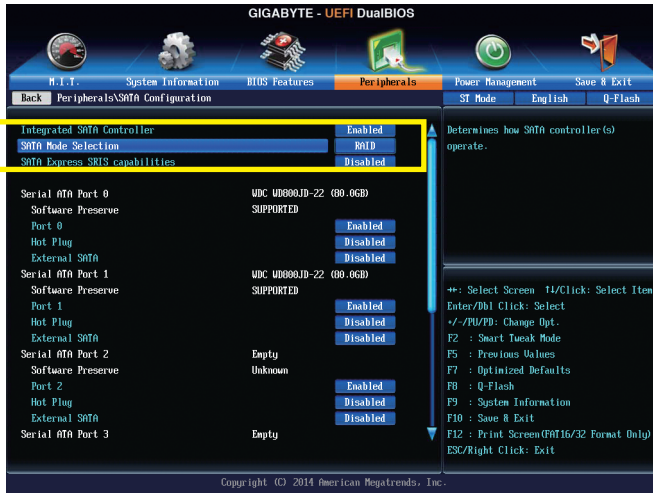 GIGABYTE - UEFI DualBIOS
M.I.T. System Information BIOS Features Peripherals Power Management Save & Exit
Back Peripherals\SATA Configuration ST Mode English Q-Flash
Integrated SATA Controller Enabled
SATA Mode Selection RAID
SATA Express SRIS capabilities Disabled
Determines how SATA controller(s)
operate.
Serial ATA Port 0 WDC WD800JD-22 (80.0GB)
Software Preserve SUPPORTED
Port 0 Enabled
Hot Plug Disabled
External SATA Disabled
Serial ATA Port 1 WDC WD800JD-22 (80.0GB)
Software Preserve SUPPORTED
Port 1 Enabled
Hot Plug Disabled
External SATA Disabled
Serial ATA Port 2 Empty
Software Preserve Unknown
Port 2 Enabled
Hot Plug Disabled
External SATA Disabled
Serial ATA Port 3 Empty
→←: Select Screen ↑↓/Click: Select Item
Enter/Dbl Click: Select
+/-/PU/PD: Change Opt.
F2 : Smart Tweak Mode
F5 : Previous Values
F7 : Optimized Defaults
F8 : Q-Flash
F9 : System Information
F10 : Save & Exit
F12 : Print Screen(FAT16/32 Format Only)
ESC/Right Click: Exit
Copyright (C) 2014 American Megatrends, Inc.